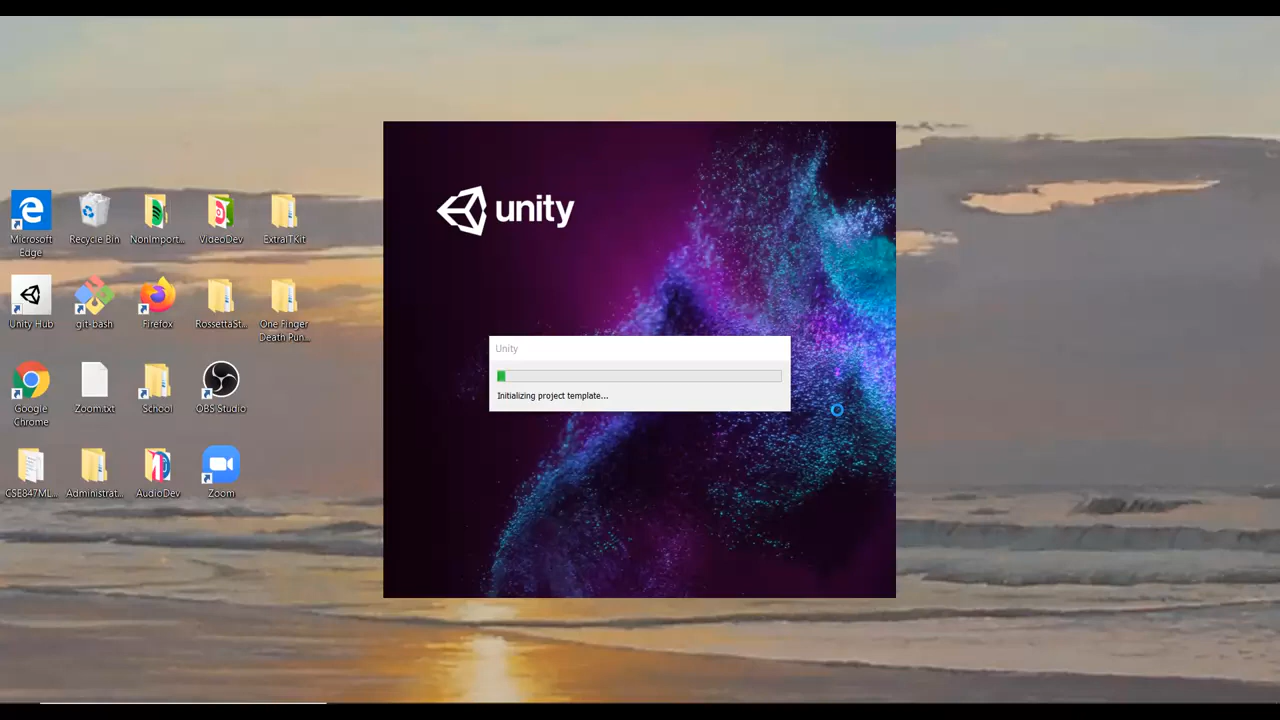 Microsoft
Edge
Recycle Bin
NonImport...
VideoDev
ExtralTKit
Unity Hub
git-bash
Firefox
RossettaSt...
One Finger
Death Pun...
Google
Chrome
Zoom.txt
School
OBS Studio
CSE847ML...
Administrat...
AudioDev
Zoom
unity
Unity
Initializing project template...